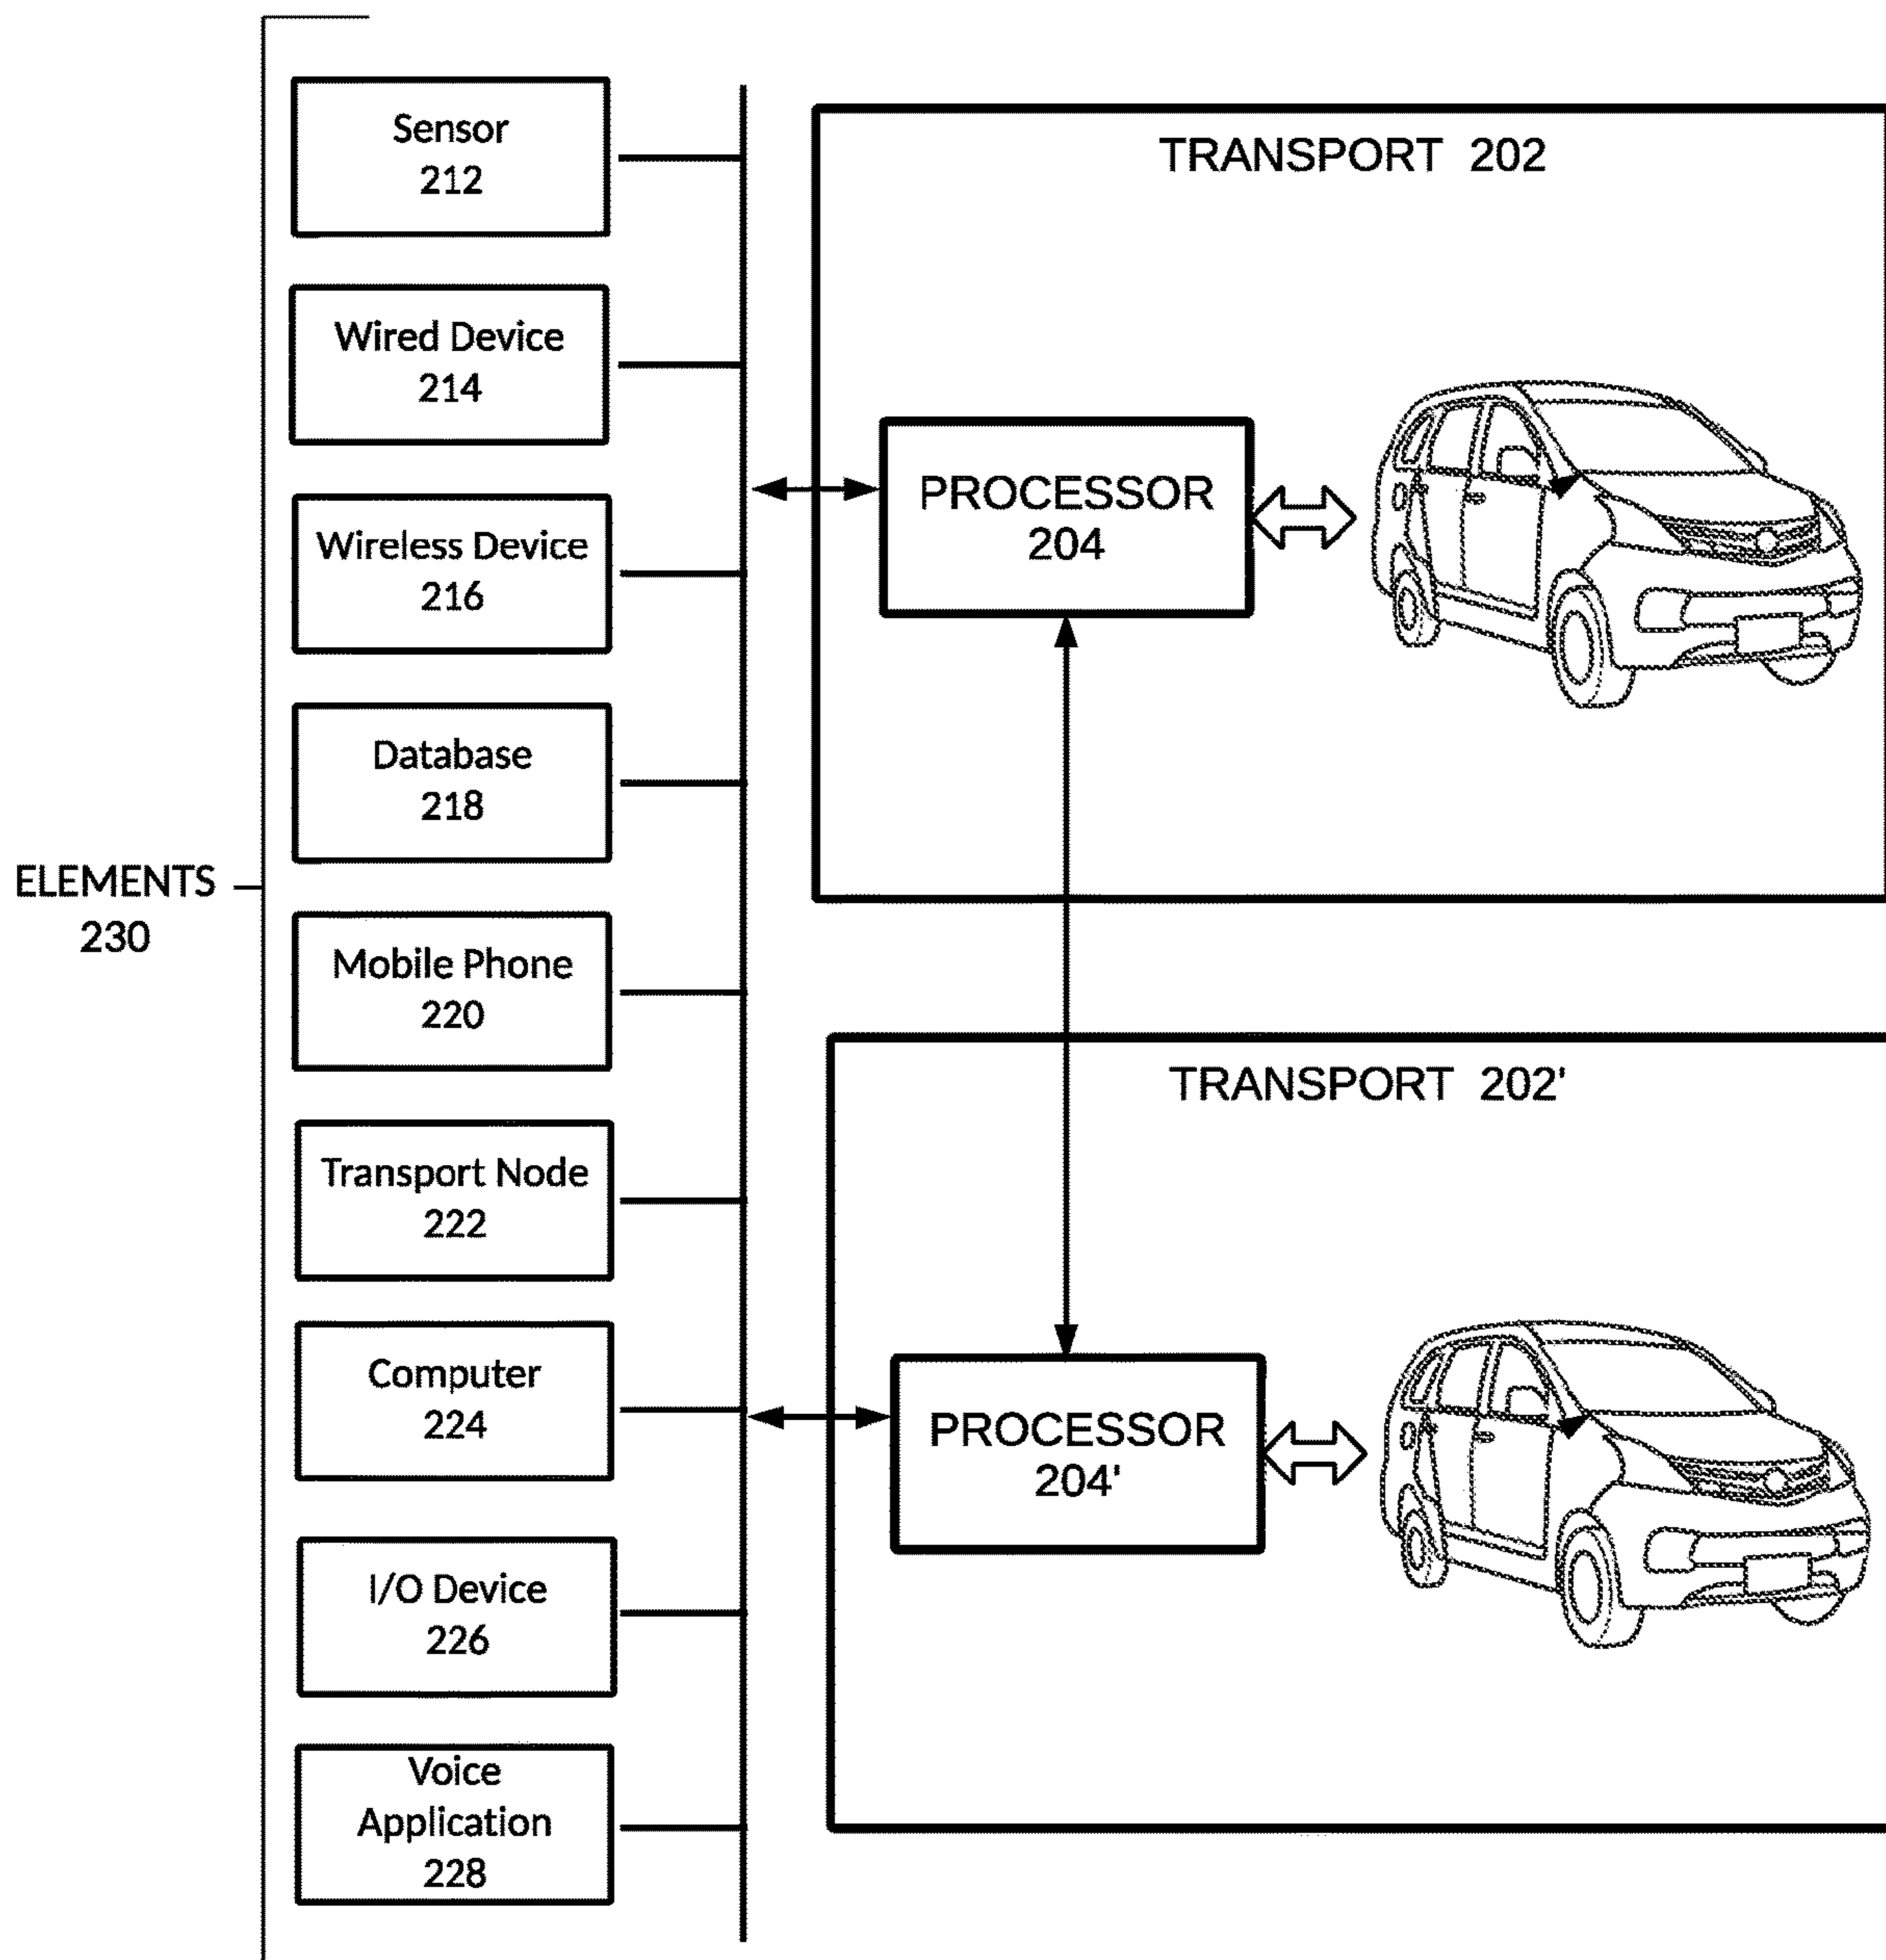 Sensor
212
Wired Device
214
Wireless Device
216
Database
218
ELEMENTS
230
Mobile Phone
220
Transport Node
222
Computer
224
I/O Device
226
Voice
Application
228
TRANSPORT 202
PROCESSOR
204
TRANSPORT 202'
PROCESSOR
204'